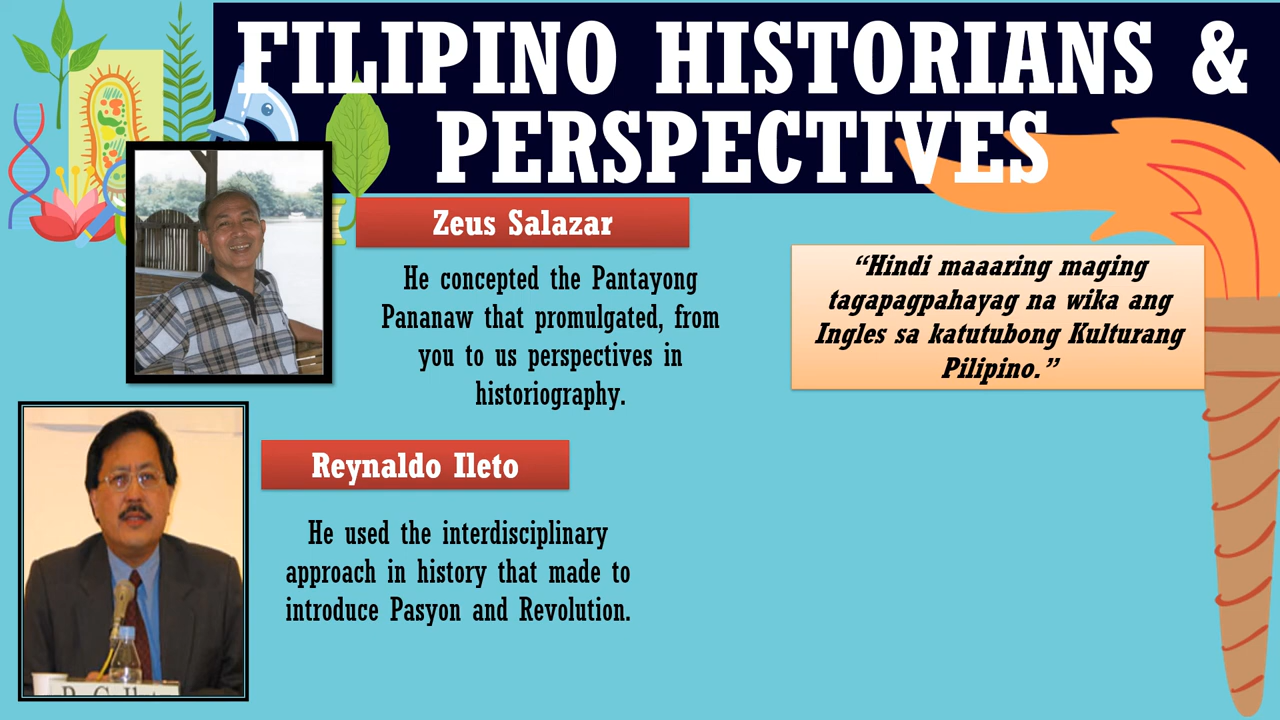 FILIPINO HISTORIANS &
PERSPECTIVES
Zeus Salazar
He concepted the Pantayong
Pananaw that promulgated, from
you to us perspectives in
historiography.
“Hindi maaaring maging
tagapagpahayag na wika ang
Ingles sa katutubong Kulturang
Pilipino.”
Reynaldo Ileto
He used the interdisciplinary
approach in history that made to
introduce Pasyon and Revolution.